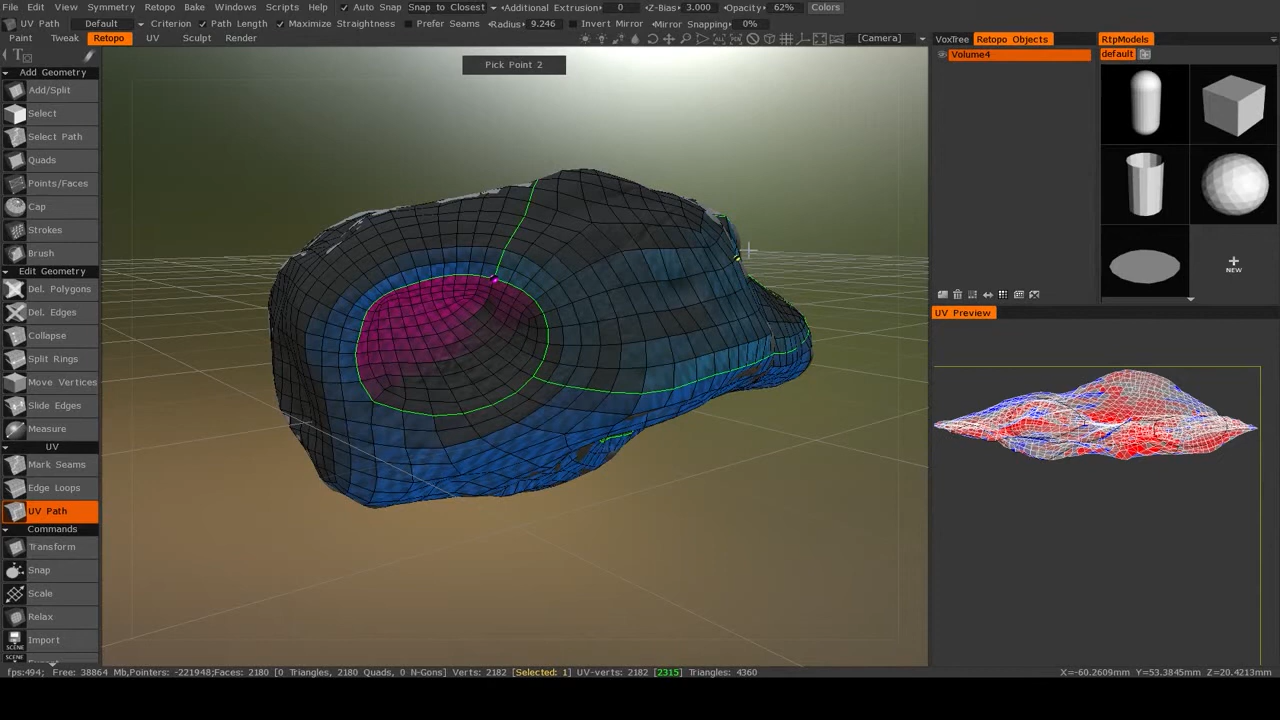 File Edit View Symmetry Retopo Bake Windows Scripts Help Auto Snap Snap to Closest Additional Extrusion 0 Z-Bias 3.000 Opacity 62% Colors
UV Path Default Criterion Path Length Maximize Straightness Prefer Seams Radius 9.246 Invert Mirror Mirror Snapping 0%
Paint Tweak Retopo UV Sculpt Render [Camera] VoxTree Retopo Objects RtpModels
Volume4 default
Pick Point 2
Add Geometry
Add/Split
Select
Select Path
Quads
Points/Faces
Cap
Strokes
Brush
NEW
Edit Geometry
Del. Polygons
Del. Edges
UV Preview
Collapse
Split Rings
Move Vertices
Slide Edges
Measure
UV
Mark Seams
Edge Loops
UV Path
Commands
Transform
Snap
Scale
Relax
SCENE Import
fps:494; Free: 38864 Mb,Pointers: -221948;Faces: 2180 [0 Triangles, 2180 Quads, 0 N-Gons] Verts: 2182 [Selected: 1] UV-verts: 2182 [2315] Triangles: 4360 X=-60.2609mm Y=53.3845mm Z=20.4213mm